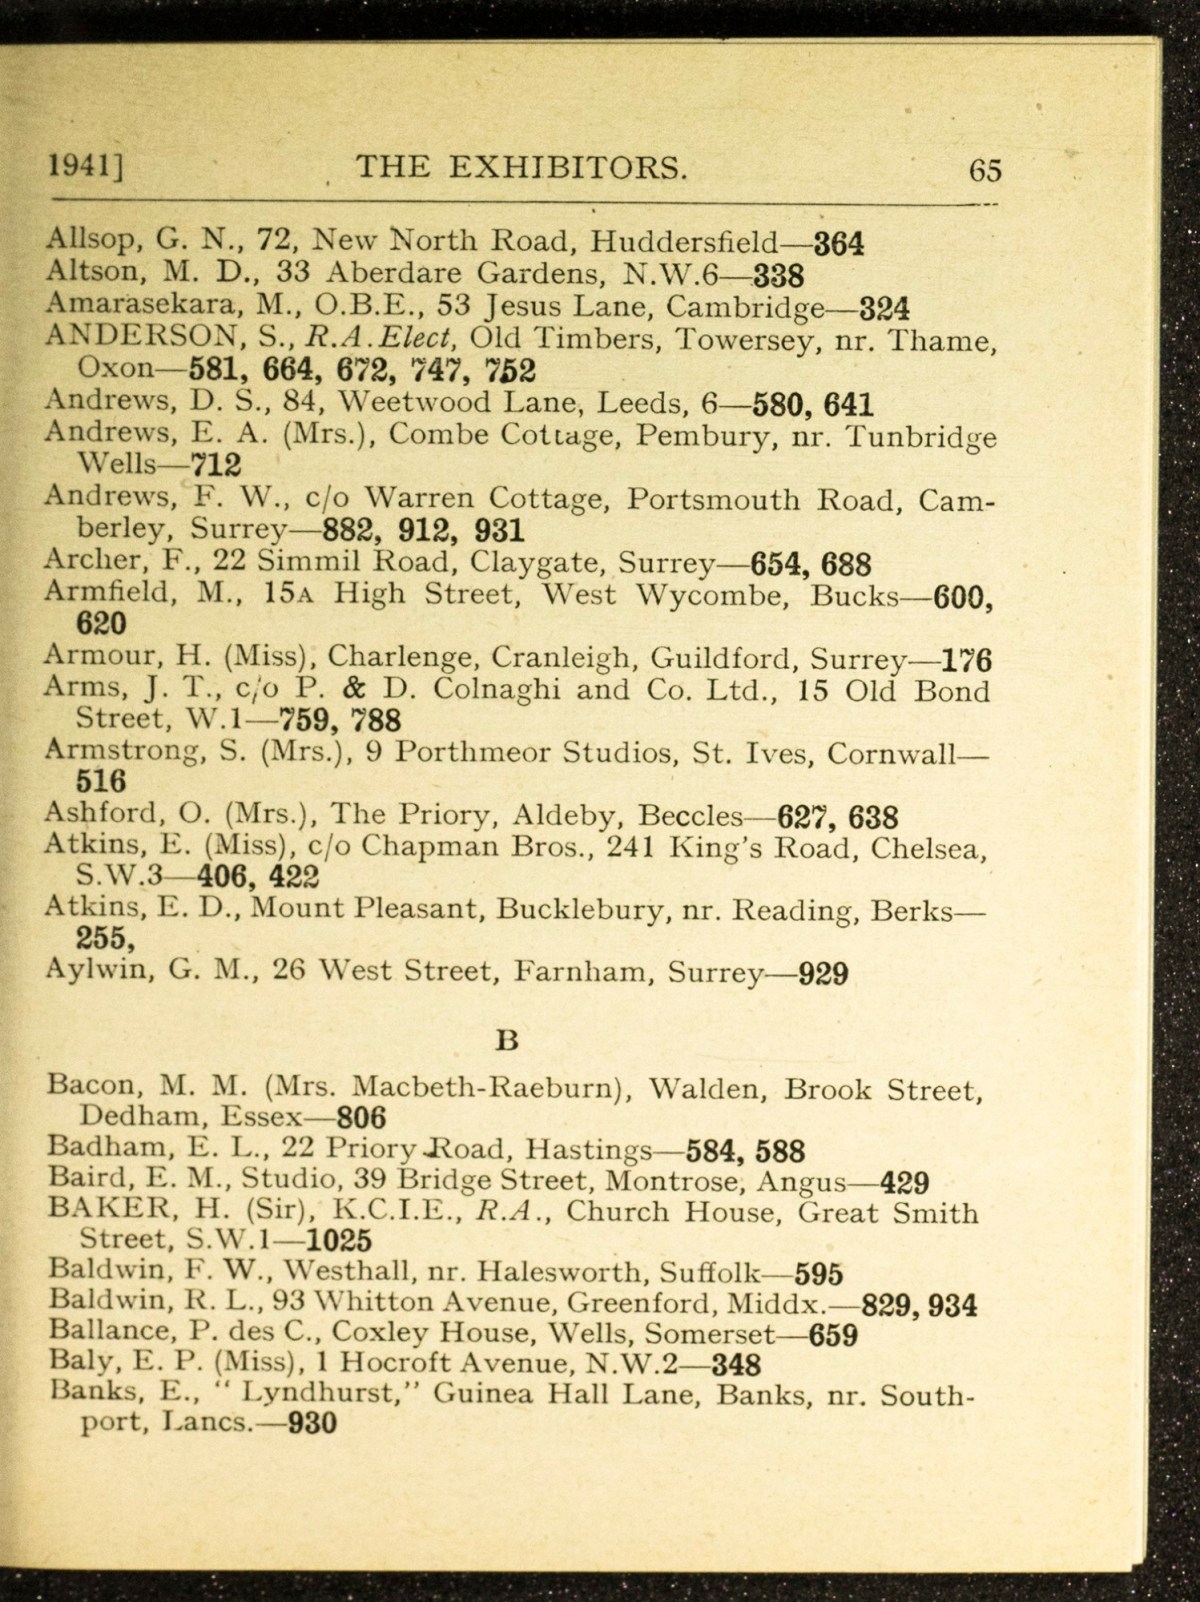 1941] THE EXHIBITORS. 65
Allsop, G. N., 72, New North Road, Huddersfield—364
Altson, M. D., 33 Aberdare Gardens, N.W.6—338
Amarasekara, M., O.B.E., 53 Jesus Lane, Cambridge—324
ANDERSON, S., R.A.Elect, Old Timbers, Towersey, nr. Thame,
Oxon—581, 664, 672, 747, 752
Andrews, D. S., 84, Weetwood Lane, Leeds, 6—580, 641
Andrews, E. A. (Mrs.), Combe Cottage, Pembury, nr. Tunbridge
Wells—712
Andrews, F. W., c/o Warren Cottage, Portsmouth Road, Cam-
berley, Surrey—882, 912, 931
Archer, F., 22 Simmil Road, Claygate, Surrey—654, 688
Armfield, M., 15A High Street, West Wycombe, Bucks—600,
620
Armour, H. (Miss), Charlenge, Cranleigh, Guildford, Surrey—176
Arms, J. T., c/o P. & D. Colnaghi and Co. Ltd., 15 Old Bond
Street, W.1—759, 788
Armstrong, S. (Mrs.), 9 Porthmeor Studios, St. Ives, Cornwall—
516
Ashford, O. (Mrs.), The Priory, Aldeby, Beccles—627, 638
Atkins, E. (Miss), c/o Chapman Bros., 241 King's Road, Chelsea,
S.W.3—406, 422
Atkins, E. D., Mount Pleasant, Bucklebury, nr. Reading, Berks—
255,
Aylwin, G. M., 26 West Street, Farnham, Surrey—929
B
Bacon, M. M. (Mrs. Macbeth-Raeburn), Walden, Brook Street,
Dedham, Essex—806
Badham, E. L., 22 Priory Road, Hastings—584, 588
Baird, E. M., Studio, 39 Bridge Street, Montrose, Angus—429
BAKER, H. (Sir), K.C.I.E., R.A., Church House, Great Smith
Street, S.W.1—1025
Baldwin, F. W., Westhall, nr. Halesworth, Suffolk—595
Baldwin, R. L., 93 Whitton Avenue, Greenford, Middx.—829, 934
Ballance, P. des C., Coxley House, Wells, Somerset—659
Baly, E. P. (Miss), 1 Hocroft Avenue, N.W.2—348
Banks, E., " Lyndhurst," Guinea Hall Lane, Banks, nr. South-
port, Lancs.—930